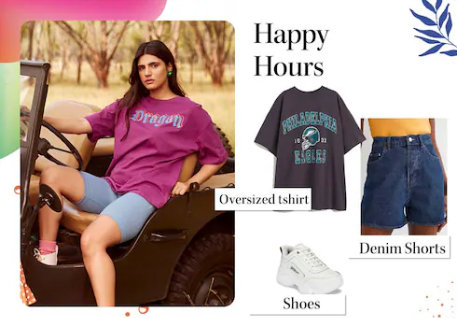 Happy
Hours
Dragon
PHILADELPHIA
EAGLES
Oversized tshirt
Denim Shorts
Shoes